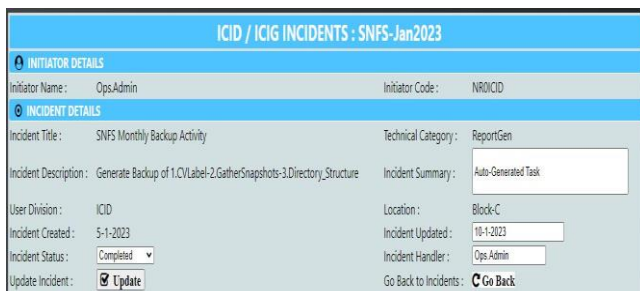 ICID / ICIG INCIDENTS : SNFS-Jan2023
INITIATOR DETAILS
Initiator Name : Ops.Admin Initiator Code : NR0ICID
INCIDENT DETAILS
Incident Title : SNFS Monthly Backup Activity Technical Category : ReportGen
Incident Description : Generate Backup of 1.CVLabel-2.GatherSnapshots-3.Directory_Structure Incident Summary : Auto-Generated Task
User Division : ICID Location : Block-C
Incident Created : 5-1-2023 Incident Updated : 10-1-2023
Incident Status : Completed Incident Handler : Ops.Admin
Update Incident : Update Go Back to Incidents : Go Back